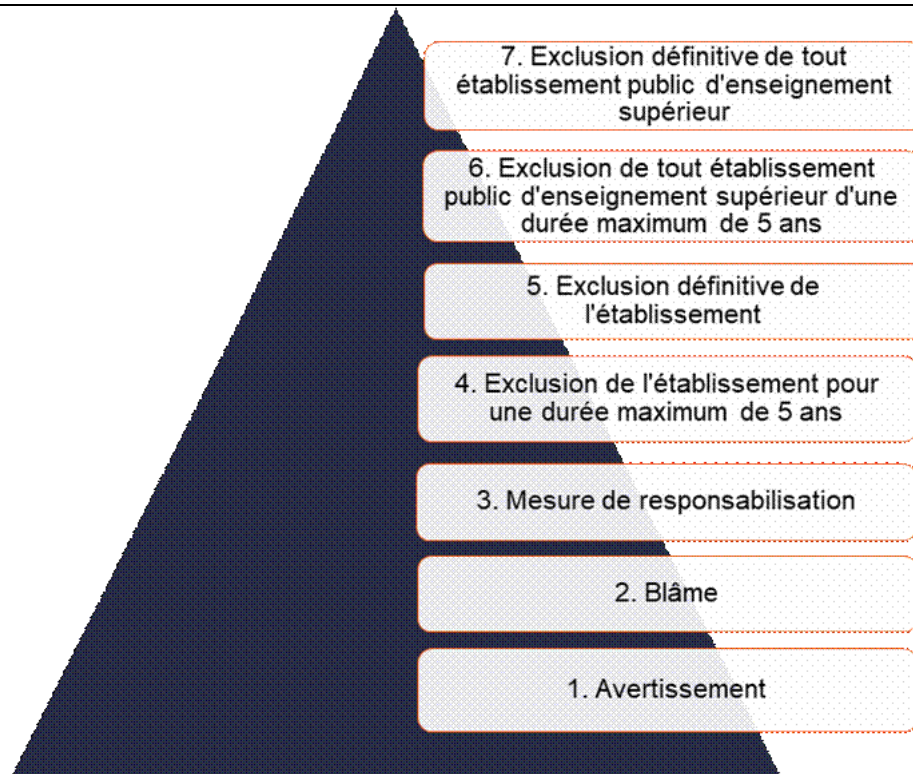 7. Exclusion définitive de tout
établissement public d'enseignement
supérieur
6. Exclusion de tout établissement
public d'enseignement supérieur d'une
durée maximum de 5 ans
5. Exclusion définitive de
l'établissement
4. Exclusion de l'établissement pour
une durée maximum de 5 ans
3. Mesure de responsabilisation
2. Blâme
1. Avertissement